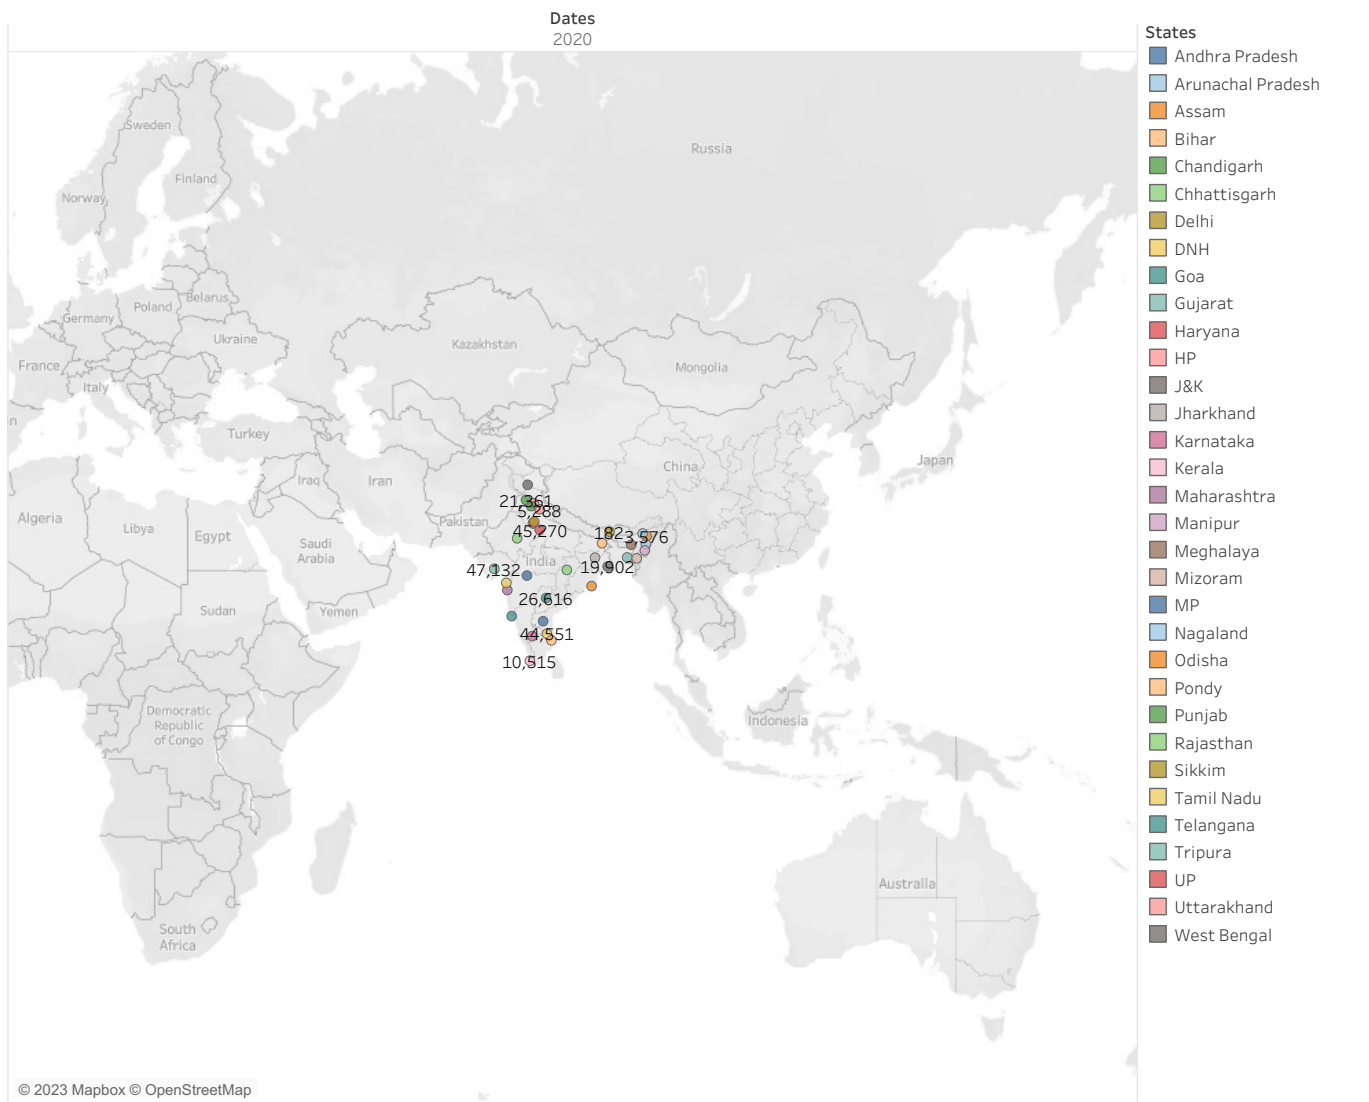 Dates
2020
States
Andhra Pradesh
Arunachal Pradesh
Assam
Bihar
Chandigarh
Chhattisgarh
Delhi
DNH
Goa
Gujarat
Haryana
HP
J&K
Jharkhand
Karnataka
Kerala
Maharashtra
Manipur
Meghalaya
Mizoram
MP
Nagaland
Odisha
Pondy
Punjab
Rajasthan
Sikkim
Tamil Nadu
Telangana
Tripura
UP
Uttarakhand
West Bengal
Sweden
Russia
Finland
Norway
Belarus
Poland
Germany
Ukraine
Kazakhstan
France
Mongolia
Italy
n
Turkey
Japan
China
Iraq
Iran
21,361
5,288
Algeria
Libya
Egypt
Pakistan
45,270
182
3,576
Saudi
Arabia
India
47,132
19,902
26,616
Sudan
Yemen
44,551
10,515
Democratic
Republic
of Congo
Indonesia
Australia
South
Africa
© 2023 Mapbox © OpenStreetMap